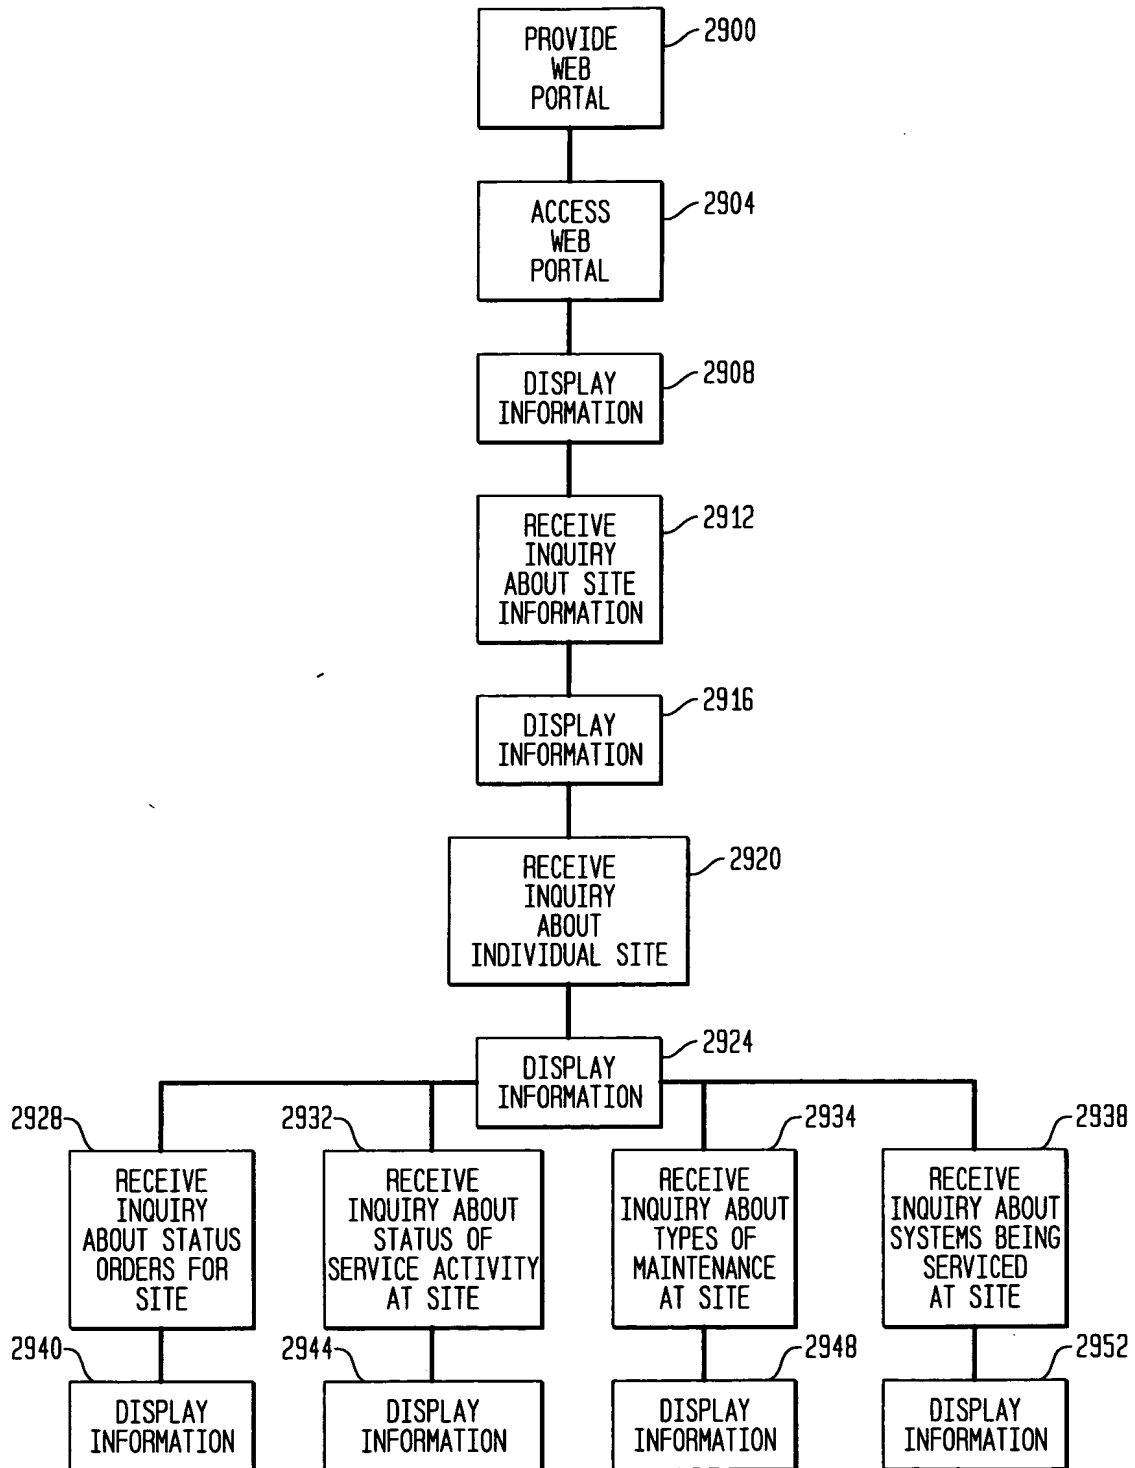 PROVIDE
WEB
PORTAL
2900
ACCESS
WEB
PORTAL
2904
DISPLAY
INFORMATION
2908
RECEIVE
INQUIRY
ABOUT SITE
INFORMATION
2912
DISPLAY
INFORMATION
2916
RECEIVE
INQUIRY
ABOUT
INDIVIDUAL SITE
2920
DISPLAY
INFORMATION
2924
2928
RECEIVE
INQUIRY
ABOUT STATUS
ORDERS FOR
SITE
2932
RECEIVE
INQUIRY ABOUT
STATUS OF
SERVICE ACTIVITY
AT SITE
2934
RECEIVE
INQUIRY ABOUT
TYPES OF
MAINTENANCE
AT SITE
2938
RECEIVE
INQUIRY ABOUT
SYSTEMS BEING
SERVICED
AT SITE
2940
DISPLAY
INFORMATION
2944
DISPLAY
INFORMATION
2948
DISPLAY
INFORMATION
2952
DISPLAY
INFORMATION